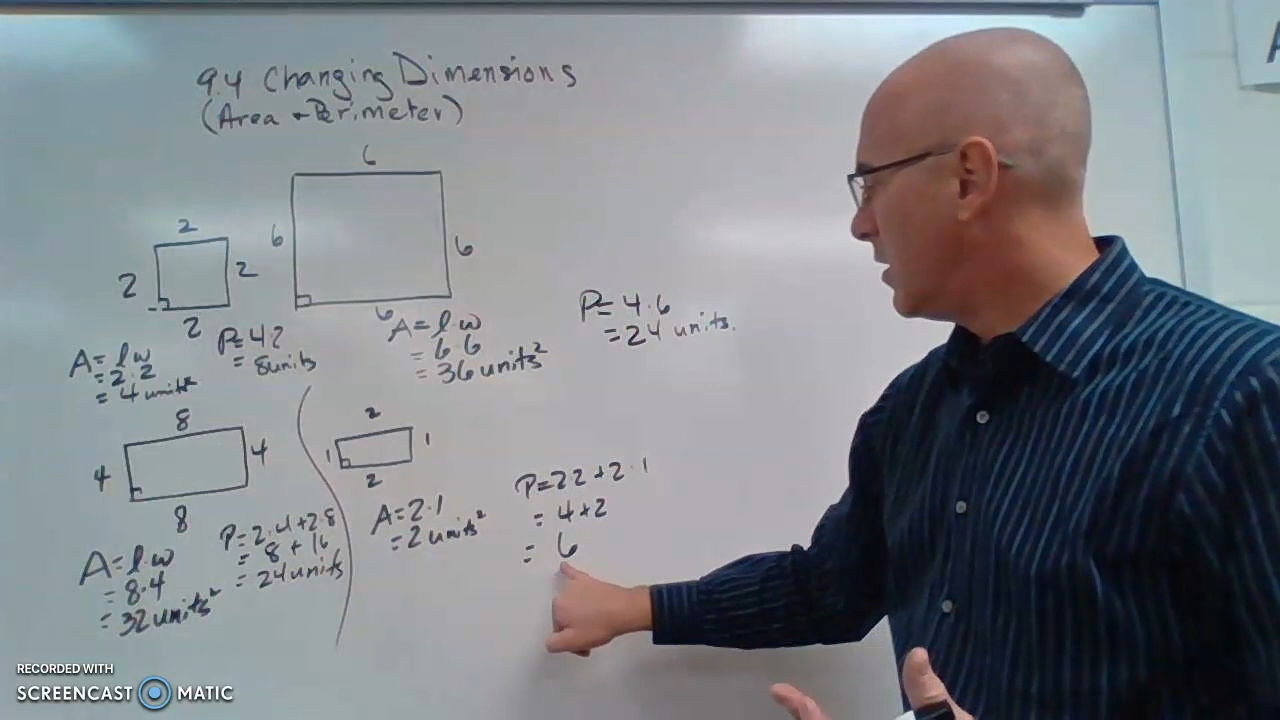 9.4 Changing Dimensions
(Area + Perimeter)
6
6
6
6
2
2
2
2
A = l·w
= 2·2
= 4 units²
P=4·2
= 8units
A = l·w
= 6·6
= 36 units²
P= 4·6
= 24 units.
8
4
4
8
A = l·w
= 8·4
= 32 units²
P= 2·4+2·8
= 8 + 16
= 24 units
2
1
1
2
A = 2·1
= 2 units²
P=2·2+2·1
= 4+2
= 6
RECORDED WITH
SCREENCAST MATIC
A